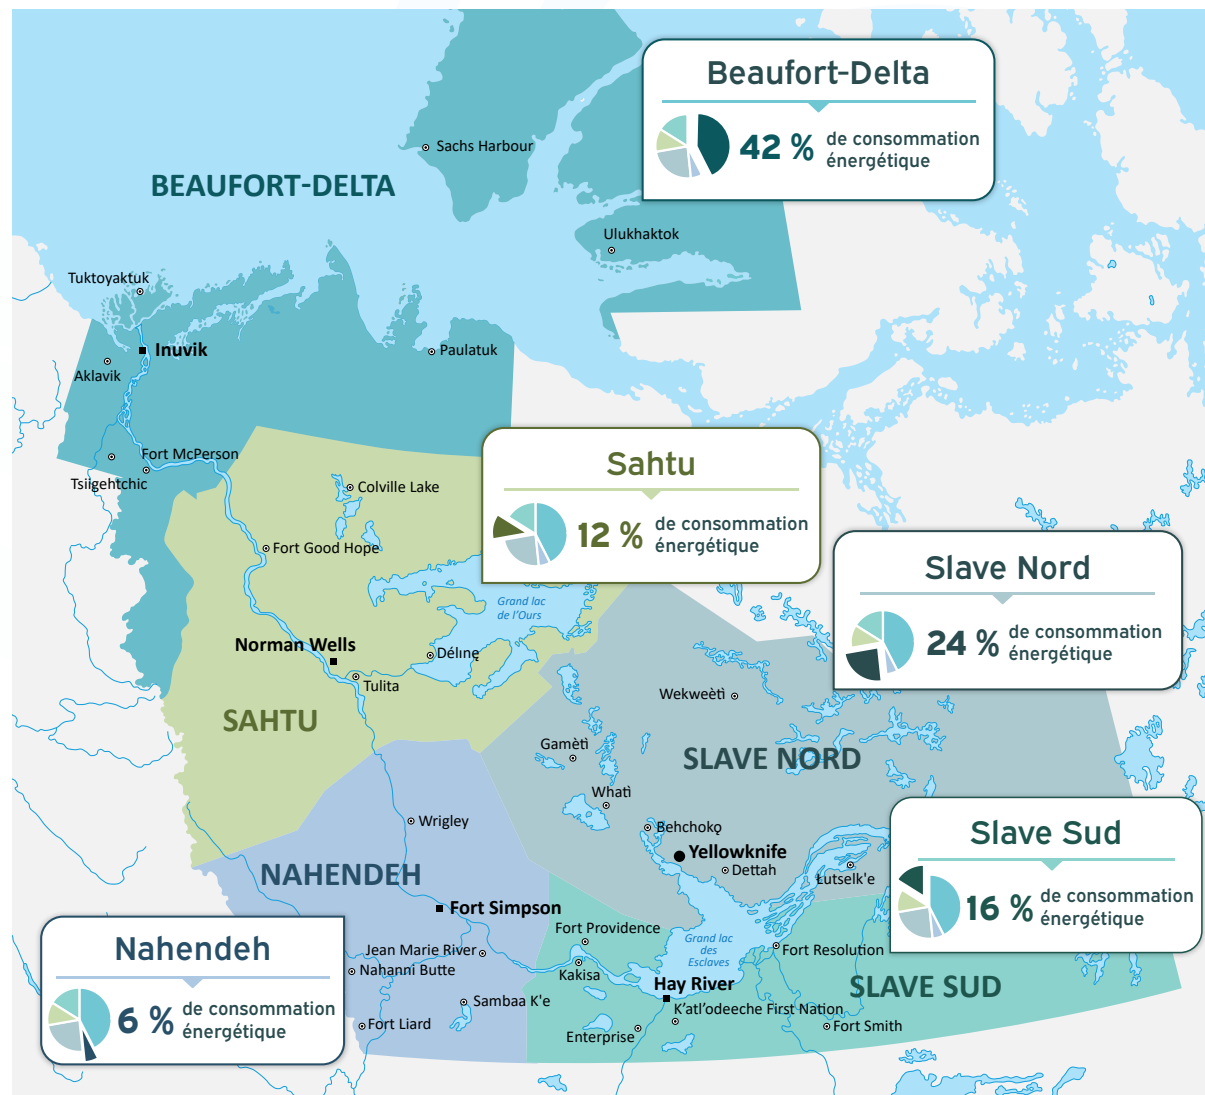 Beaufort-Delta
42 % de consommation
énergétique
Sachs Harbour
BEAUFORT-DELTA
Ulukhaktok
Tuktoyaktuk
Inuvik
Paulatuk
Aklavik
Fort McPerson
Tsiigehtchic
Sahtu
12 % de consommation
énergétique
Colville Lake
Fort Good Hope
Slave Nord
24 % de consommation
énergétique
Grand lac
de l'Ours
Norman Wells
Délįnę
Tulita
Wekweètì
SAHTU
Gamètì
SLAVE NORD
Whatì
Wrigley
Behchokǫ
Slave Sud
16 % de consommation
énergétique
Yellowknife
Dettah
Łutselk'e
NAHENDEH
Fort Simpson
Fort Providence
Grand lac
des
Esclaves
Nahendeh
6 % de consommation
énergétique
Jean Marie River
Fort Resolution
Nahanni Butte
Kakisa
Hay River
SLAVE SUD
Sambaa K'e
K'atl'odeeche First Nation
Fort Liard
Enterprise
Fort Smith